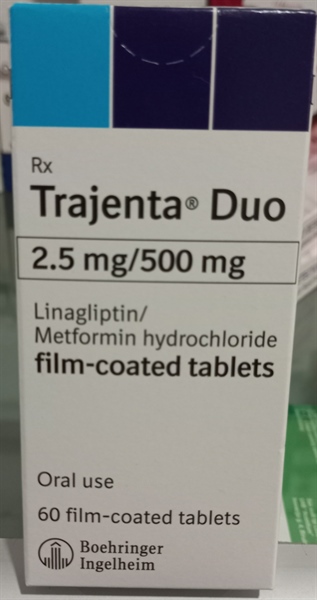 Rx
Trajenta® Duo
2.5 mg/500 mg
Linagliptin/
Metformin hydrochloride
film-coated tablets
Oral use
60 film-coated tablets
Boehringer
Ingelheim